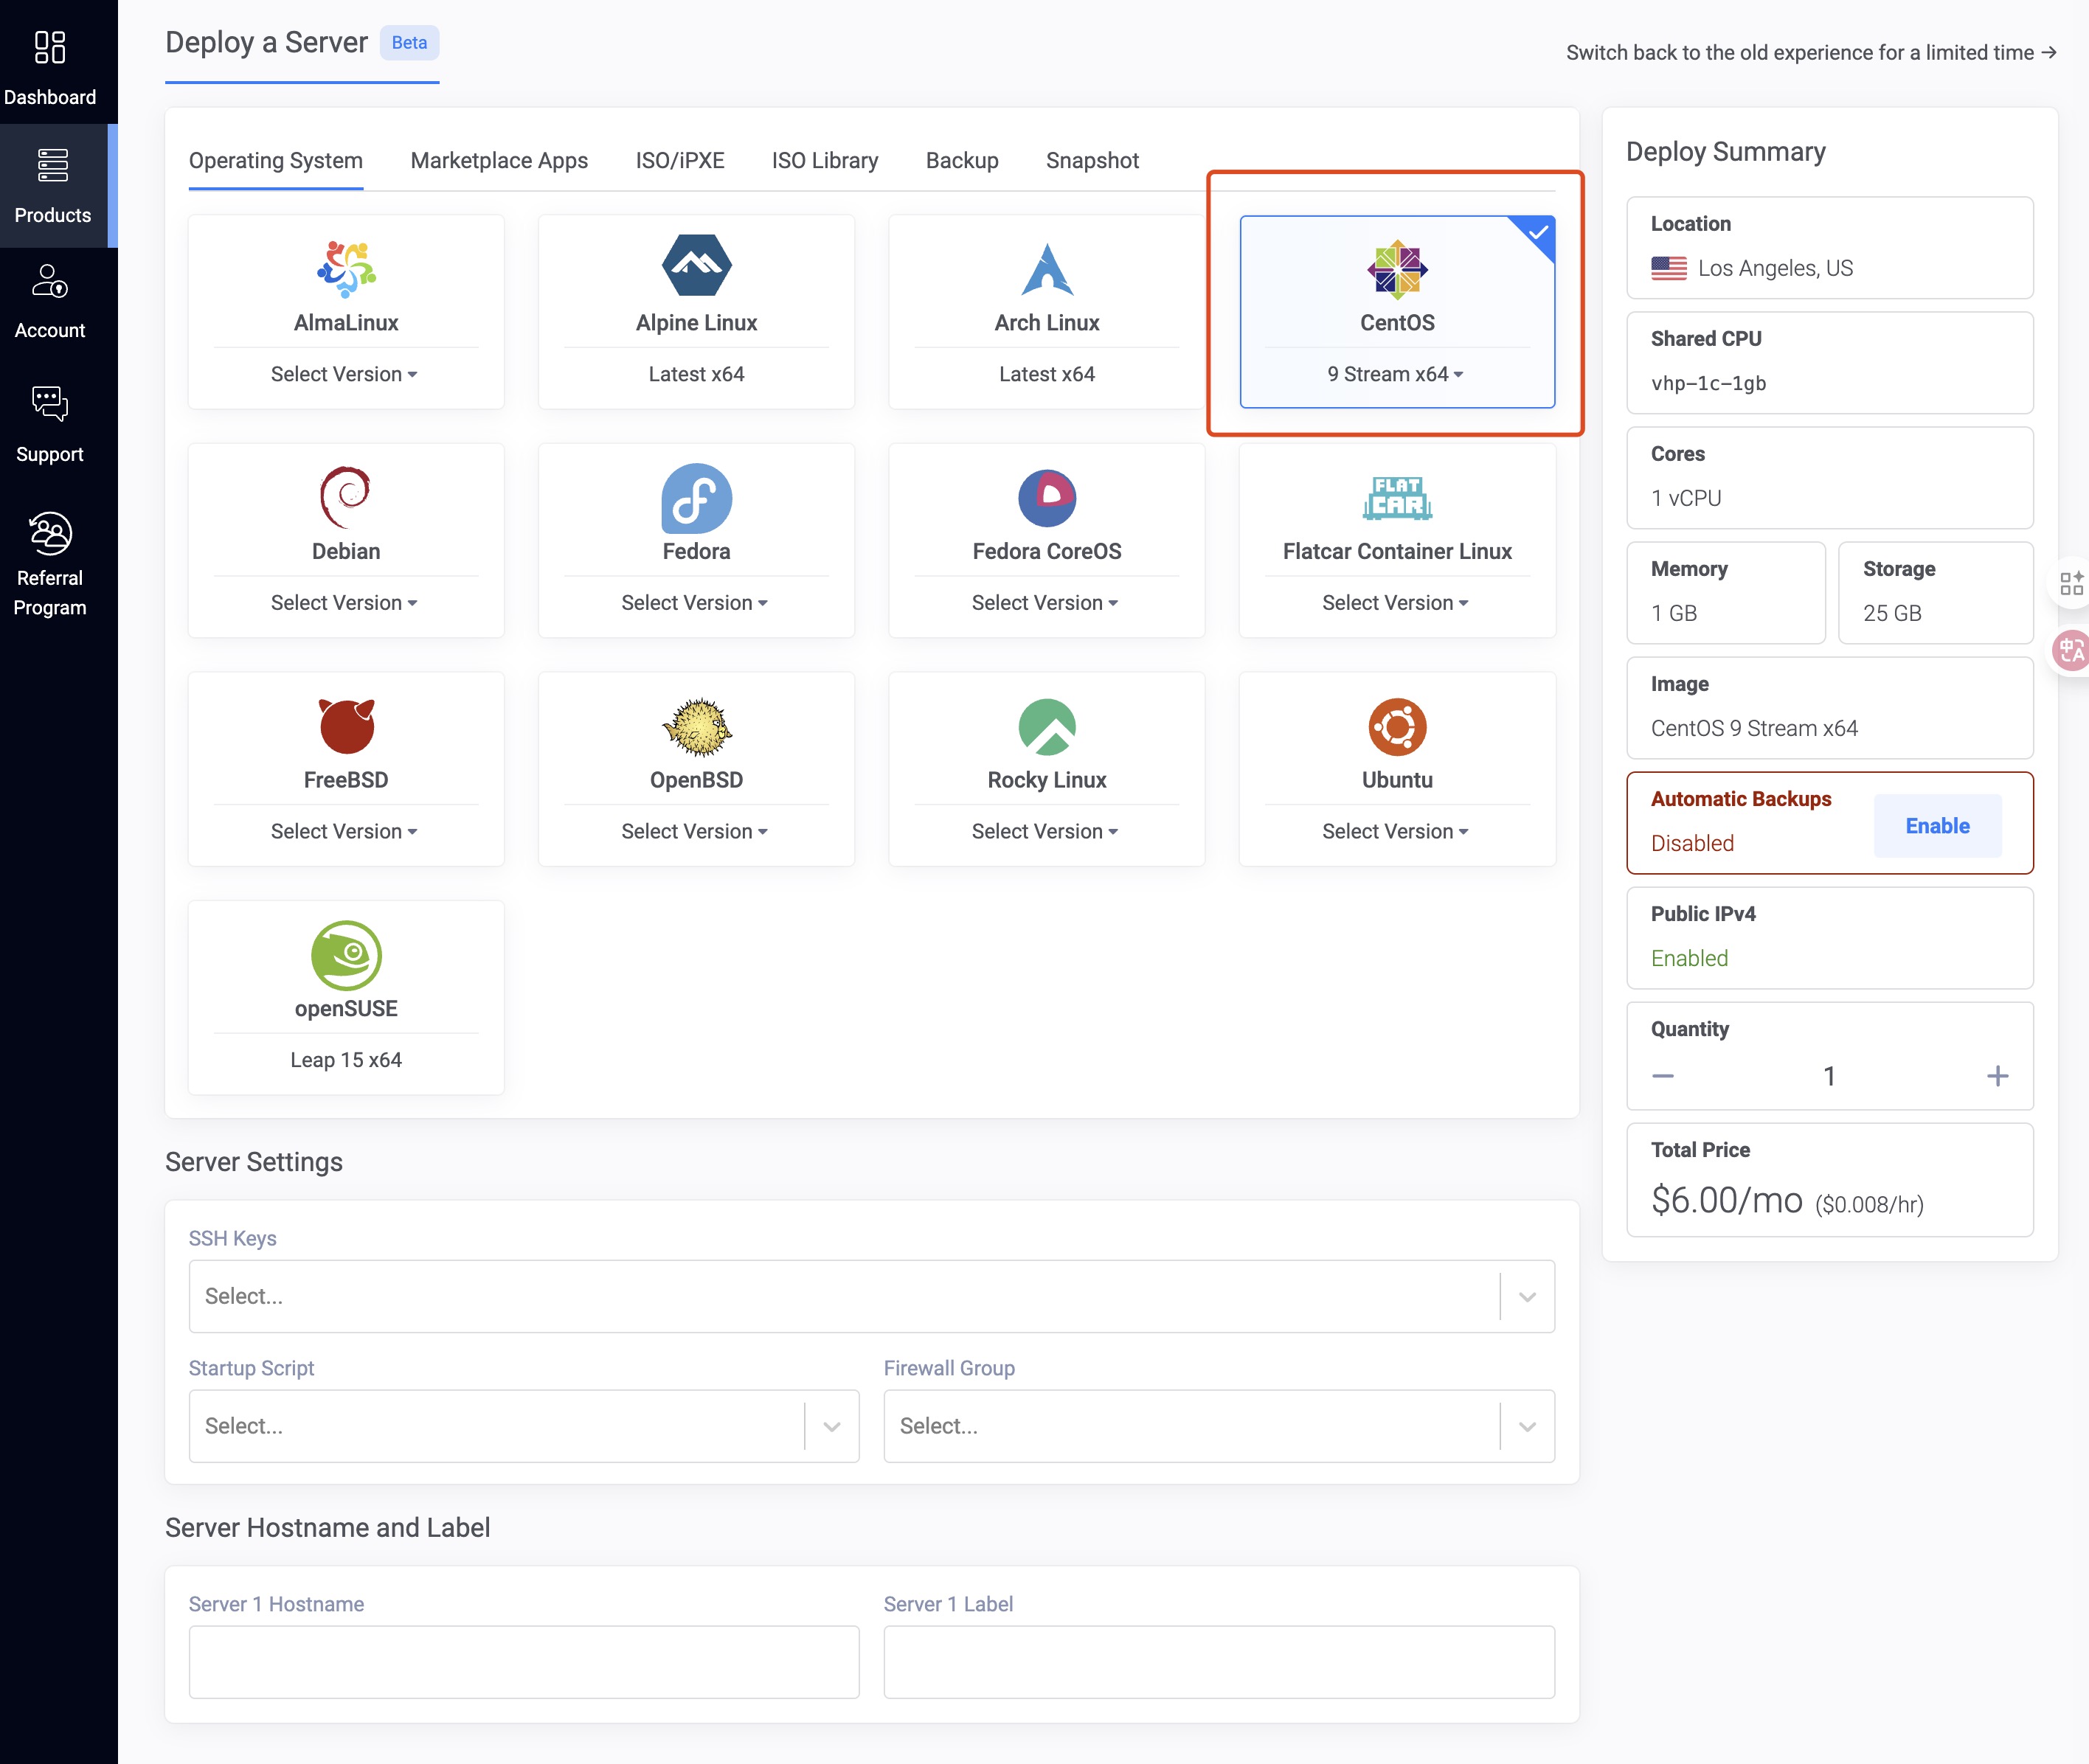 Dashboard
Products
Account
Support
Referral
Program
Deploy a Server
Beta
Switch back to the old experience for a limited time →
Operating System
Marketplace Apps
ISO/iPXE
ISO Library
Backup
Snapshot
AlmaLinux
Select Version
Alpine Linux
Latest x64
Arch Linux
Latest x64
CentOS
9 Stream x64
Debian
Select Version
Fedora
Select Version
Fedora CoreOS
Select Version
FLAT
CAR
Flatcar Container Linux
Select Version
FreeBSD
Select Version
OpenBSD
Select Version
Rocky Linux
Select Version
Ubuntu
Select Version
openSUSE
Leap 15 x64
Server Settings
SSH Keys
Select...
Startup Script
Select...
Firewall Group
Select...
Server Hostname and Label
Server 1 Hostname
Server 1 Label
Deploy Summary
Location
Los Angeles, US
Shared CPU
vhp-1c-1gb
Cores
1 vCPU
Memory
1 GB
Storage
25 GB
Image
CentOS 9 Stream x64
Automatic Backups
Disabled
Enable
Public IPv4
Enabled
Quantity
1
Total Price
$6.00/mo ($0.008/hr)
中A